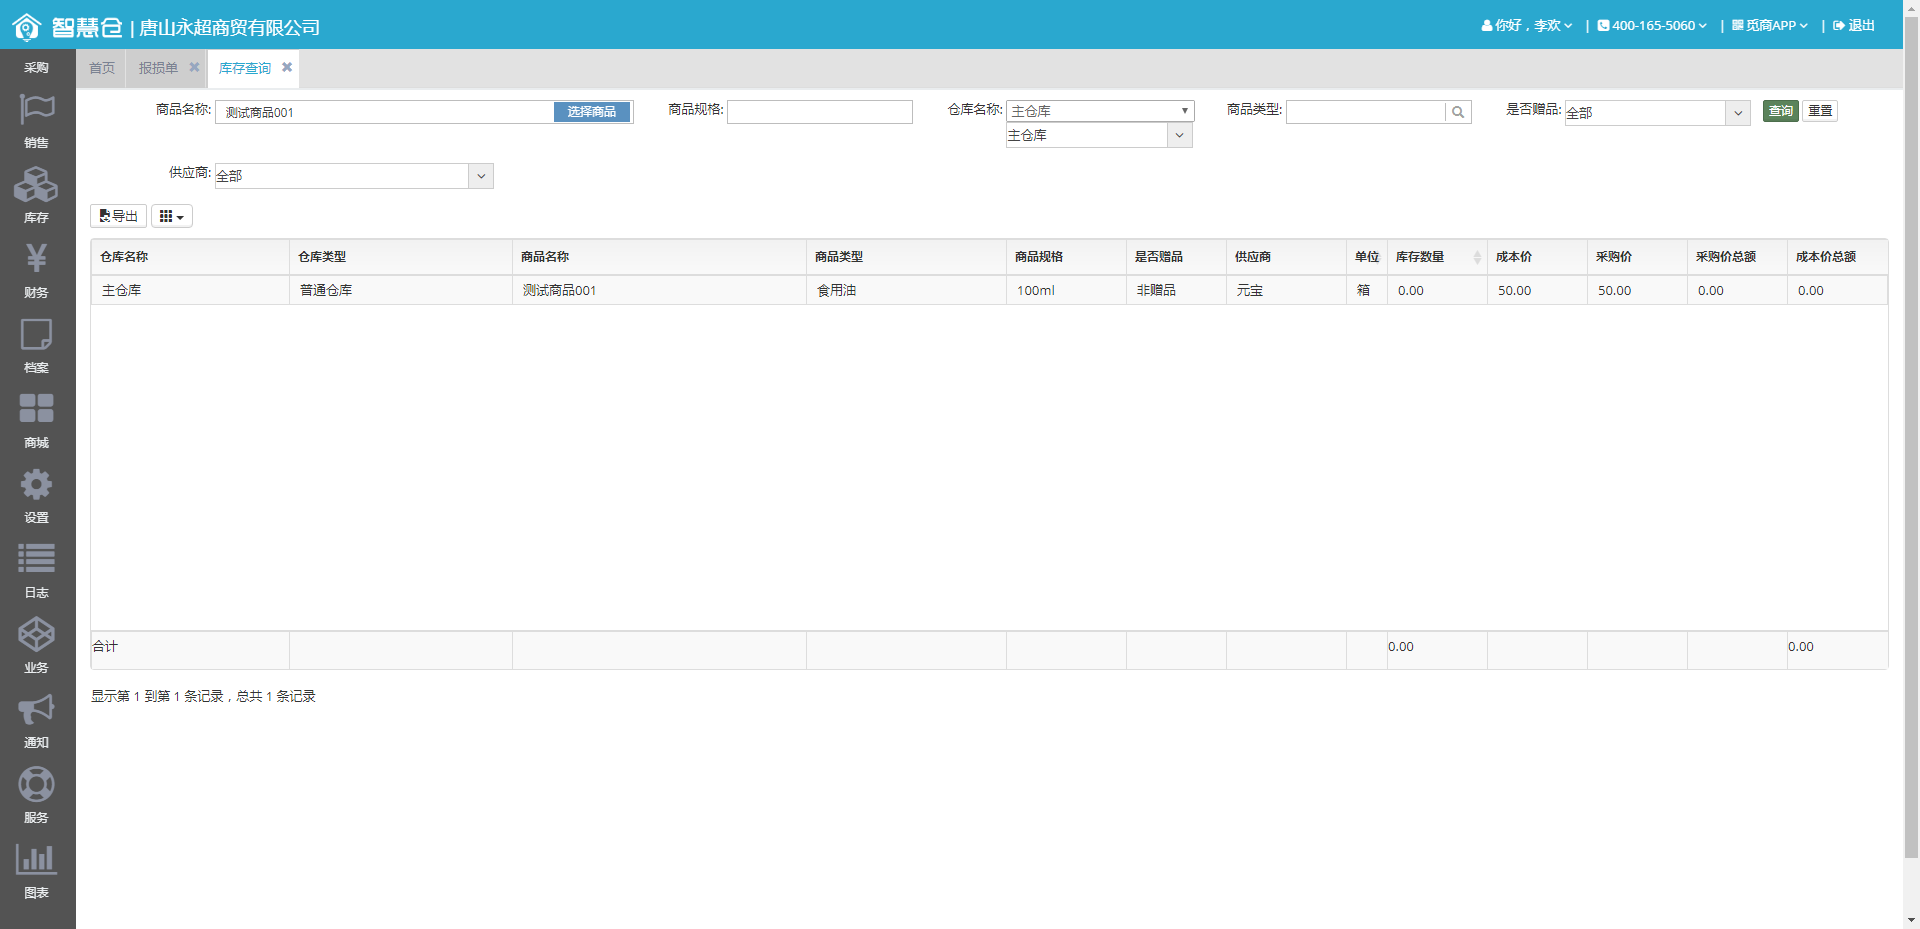 智慧仓 | 唐山永超商贸有限公司
你好，李欢 | 400-165-5060 | 觅商APP | 退出
采购
销售
库存
财务
档案
商城
设置
日志
业务
通知
服务
图表
首页 报损单 库存查询
商品名称: 测试商品001 选择商品 商品规格: 仓库名称: 主仓库 商品类型: 是否赠品: 全部 查询 重置
主仓库
供应商: 全部
导出
仓库名称 仓库类型 商品名称 商品类型 商品规格 是否赠品 供应商 单位 库存数量 成本价 采购价 采购价总额 成本价总额
主仓库 普通仓库 测试商品001 食用油 100ml 非赠品 元宝 箱 0.00 50.00 50.00 0.00 0.00
合计 0.00 0.00
显示第 1 到第 1 条记录，总共 1 条记录